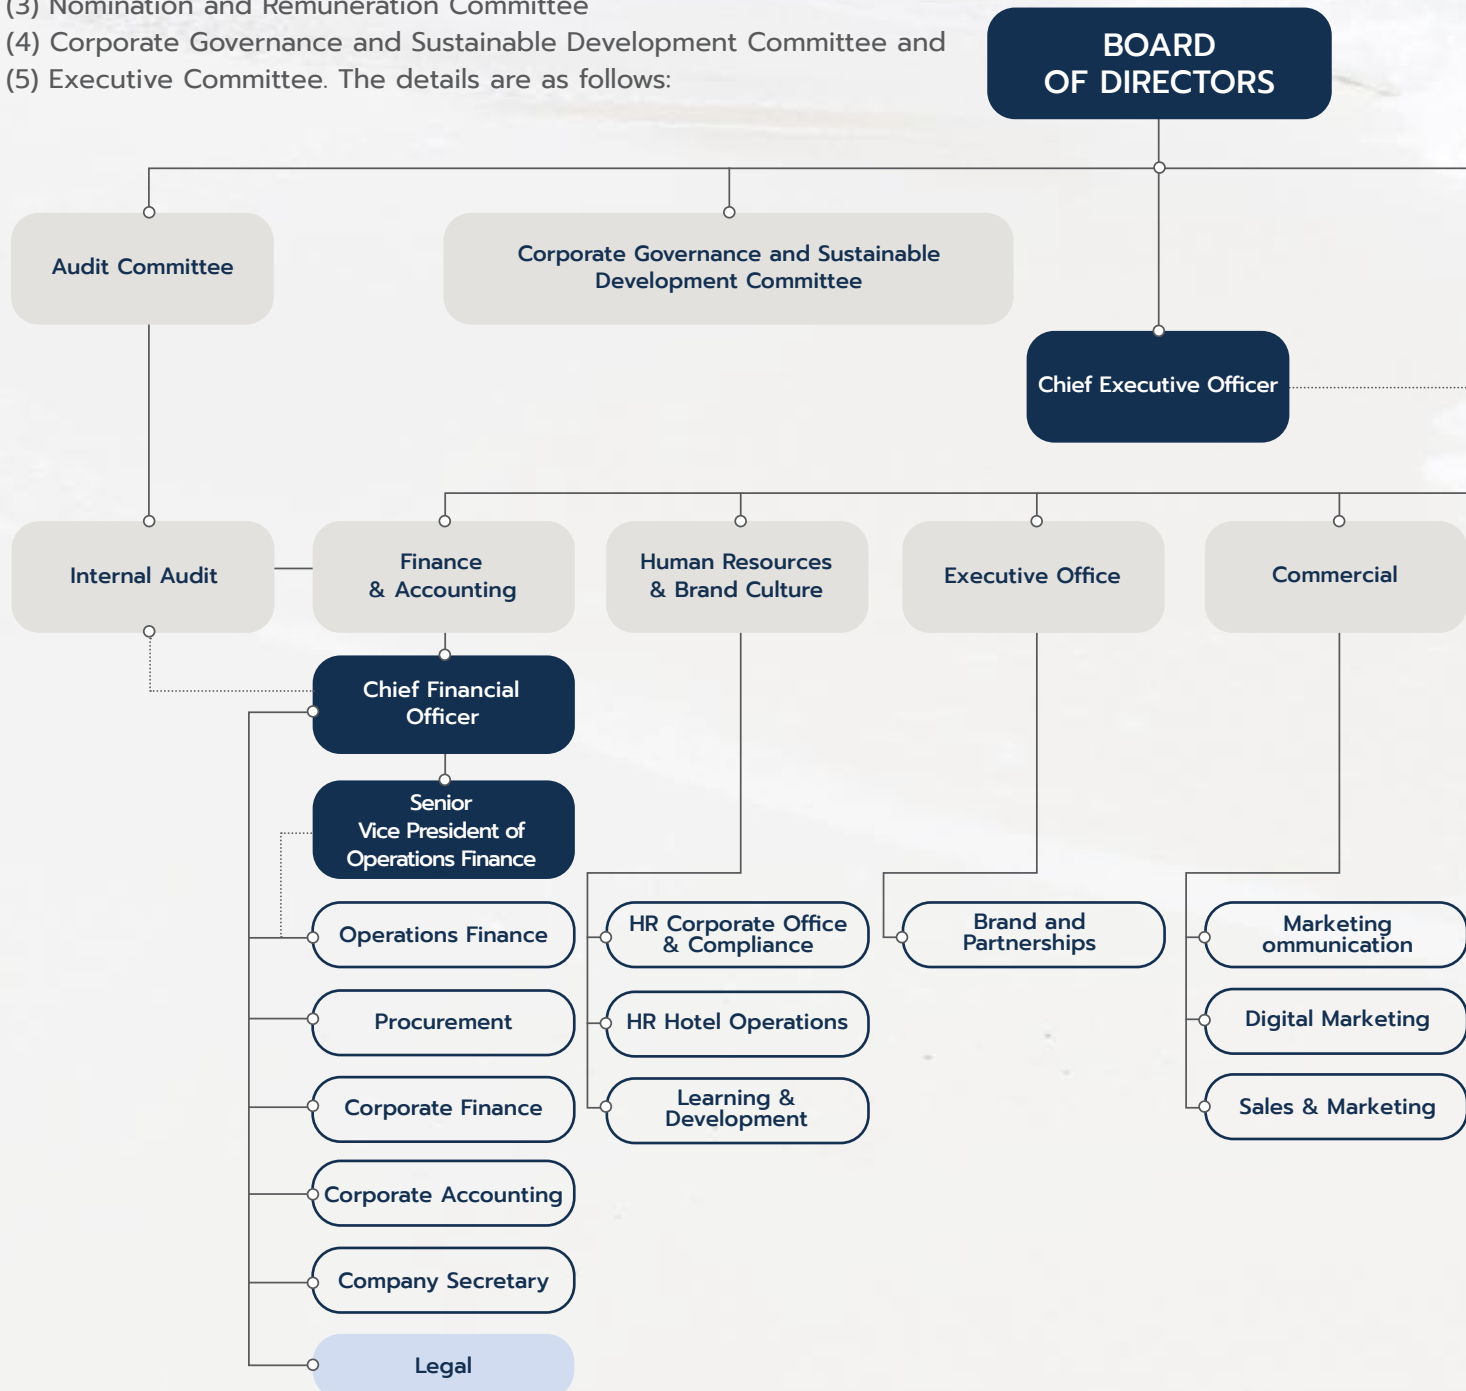 (3) Nomination and Remuneration Committee
(4) Corporate Governance and Sustainable Development Committee and
(5) Executive Committee. The details are as follows:
BOARD
OF DIRECTORS
Audit Committee
Corporate Governance and Sustainable
Development Committee
Chief Executive Officer
Internal Audit
Finance
& Accounting
Human Resources
& Brand Culture
Executive Office
Commercial
Chief Financial
Officer
Senior
Vice President of
Operations Finance
Operations Finance
Procurement
Corporate Finance
Corporate Accounting
Company Secretary
Legal
HR Corporate Office
& Compliance
HR Hotel Operations
Learning &
Development
Brand and
Partnerships
Marketing
ommunication
Digital Marketing
Sales & Marketing